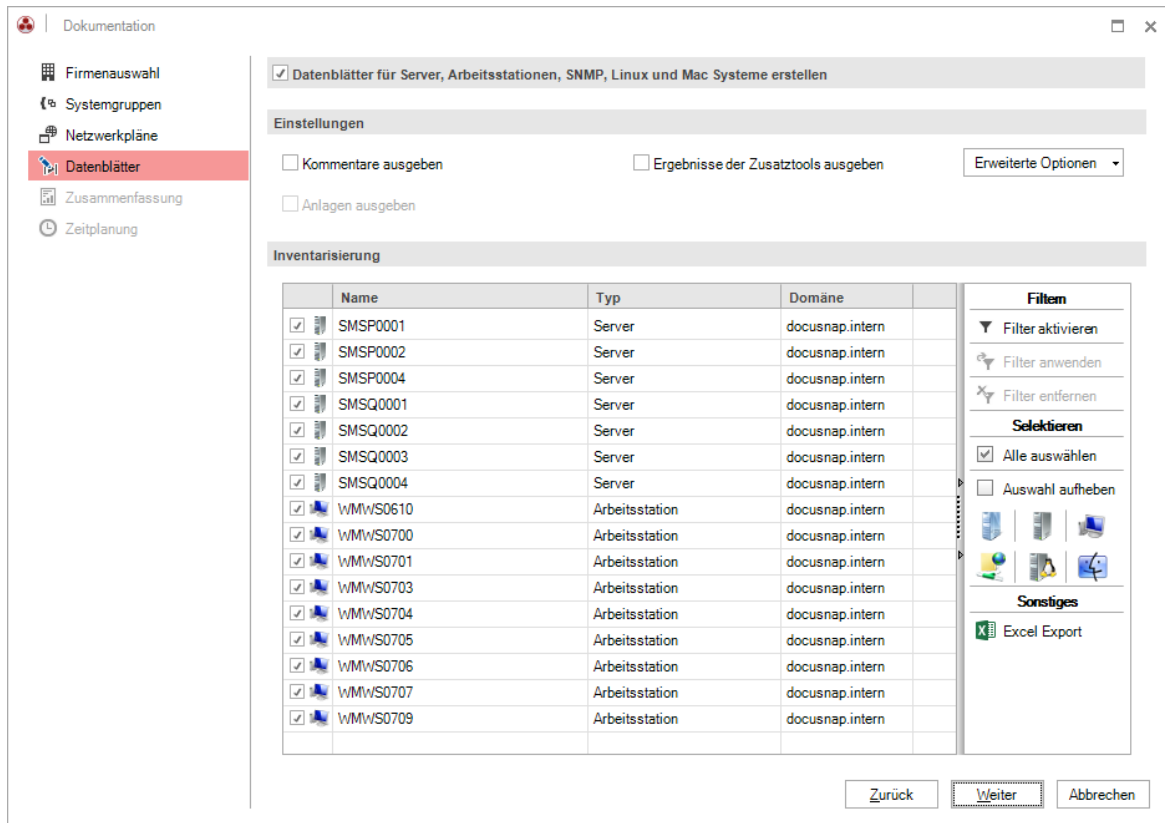 Dokumentation
Firmenauswahl
Systemgruppen
Netzwerkpläne
Datenblätter
Zusammenfassung
Zeitplanung
Datenblätter für Server, Arbeitsstationen, SNMP, Linux und Mac Systeme erstellen
Einstellungen
Kommentare ausgeben
Ergebnisse der Zusatztools ausgeben
Erweiterte Optionen
Anlagen ausgeben
Inventarisierung
Name Typ Domäne
SMSP0001 Server docusnap.intern
SMSP0002 Server docusnap.intern
SMSP0004 Server docusnap.intern
SMSQ0001 Server docusnap.intern
SMSQ0002 Server docusnap.intern
SMSQ0003 Server docusnap.intern
SMSQ0004 Server docusnap.intern
WMWS0610 Arbeitsstation docusnap.intern
WMWS0700 Arbeitsstation docusnap.intern
WMWS0701 Arbeitsstation docusnap.intern
WMWS0703 Arbeitsstation docusnap.intern
WMWS0704 Arbeitsstation docusnap.intern
WMWS0705 Arbeitsstation docusnap.intern
WMWS0706 Arbeitsstation docusnap.intern
WMWS0707 Arbeitsstation docusnap.intern
WMWS0709 Arbeitsstation docusnap.intern
Filtern
Filter aktivieren
Filter anwenden
Filter entfernen
Selektieren
Alle auswählen
Auswahl aufheben
Sonstiges
Excel Export
Zurück
Weiter
Abbrechen